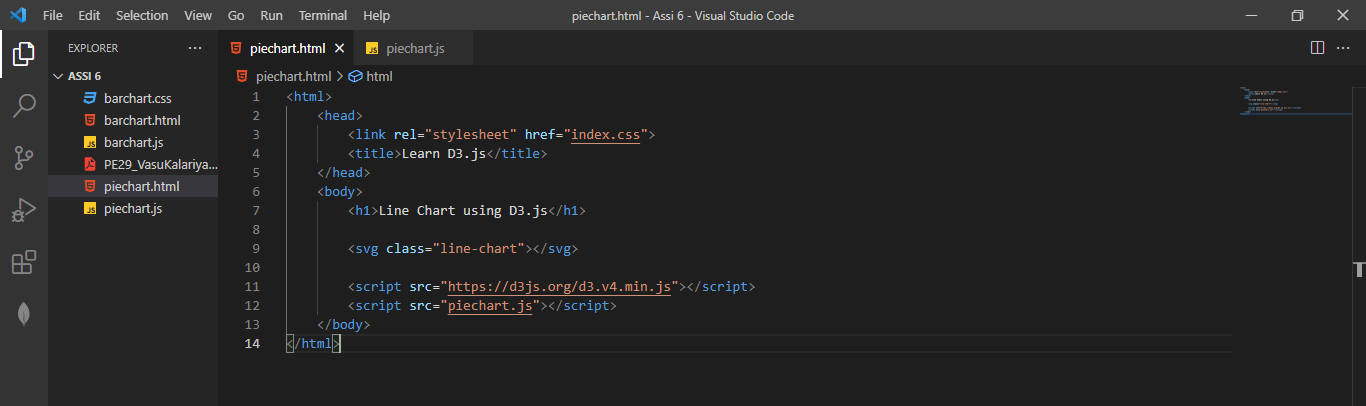 File Edit Selection View Go Run Terminal Help piechart.html - Assi 6 - Visual Studio Code
EXPLORER ···
ASSI 6
barchart.css
barchart.html
barchart.js
PE29_VasuKalariya...
piechart.html
piechart.js
piechart.html JS piechart.js
piechart.html > html
1 <html>
2 <head>
3 <link rel="stylesheet" href="index.css">
4 <title>Learn D3.js</title>
5 </head>
6 <body>
7 <h1>Line Chart using D3.js</h1>
8
9 <svg class="line-chart"></svg>
10
11 <script src="https://d3js.org/d3.v4.min.js"></script>
12 <script src="piechart.js"></script>
13 </body>
14 </html>